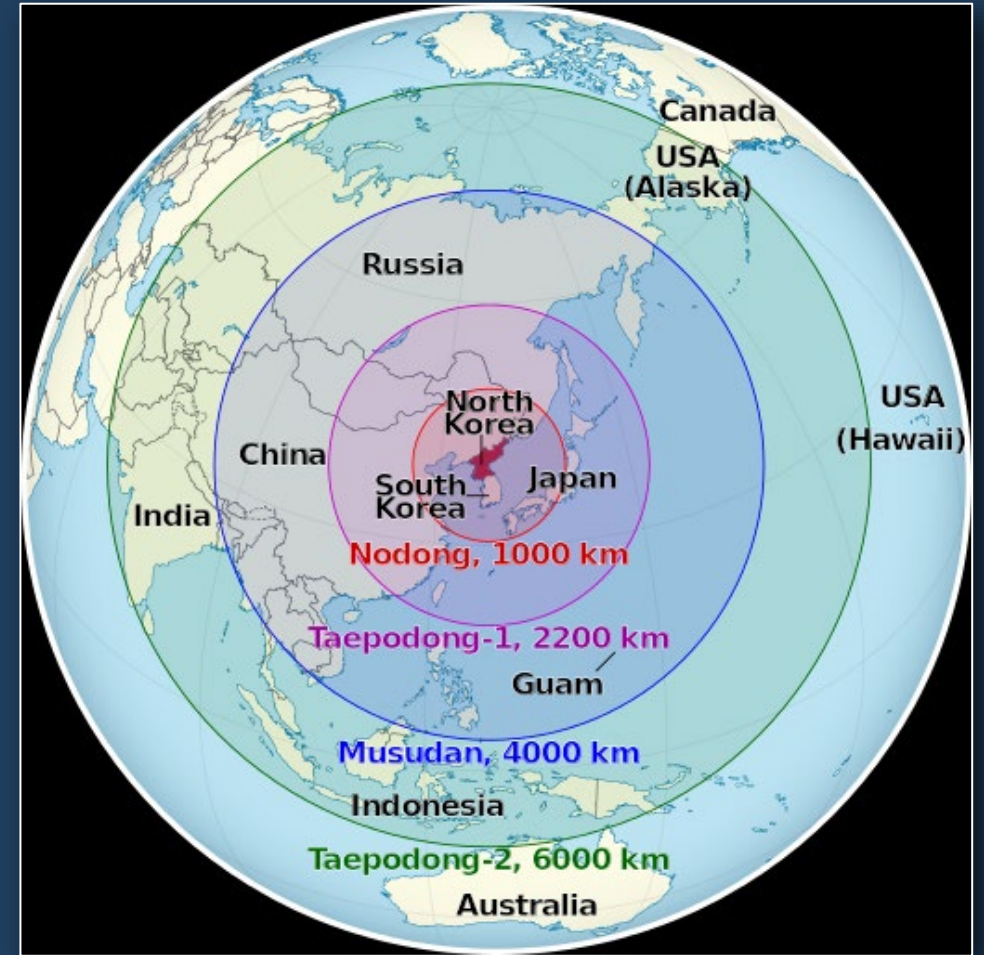 Canada
USA
(Alaska)
Russia
USA
(Hawaii)
North
Korea
China
Japan
South
Korea
India
Nodong, 1000 km
Taepodong-1, 2200 km
Guam
Musudan, 4000 km
Indonesia
Taepodong-2, 6000 km
Australia